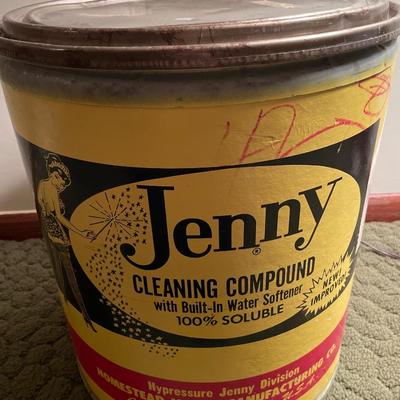 Jenny
®
CLEANING COMPOUND
with Built-In Water Softener
100% SOLUBLE
NEW!
IMPROVED
Hypressure Jenny Division
HOMESTEAD MANUFACTURING CO.
U.S.A.